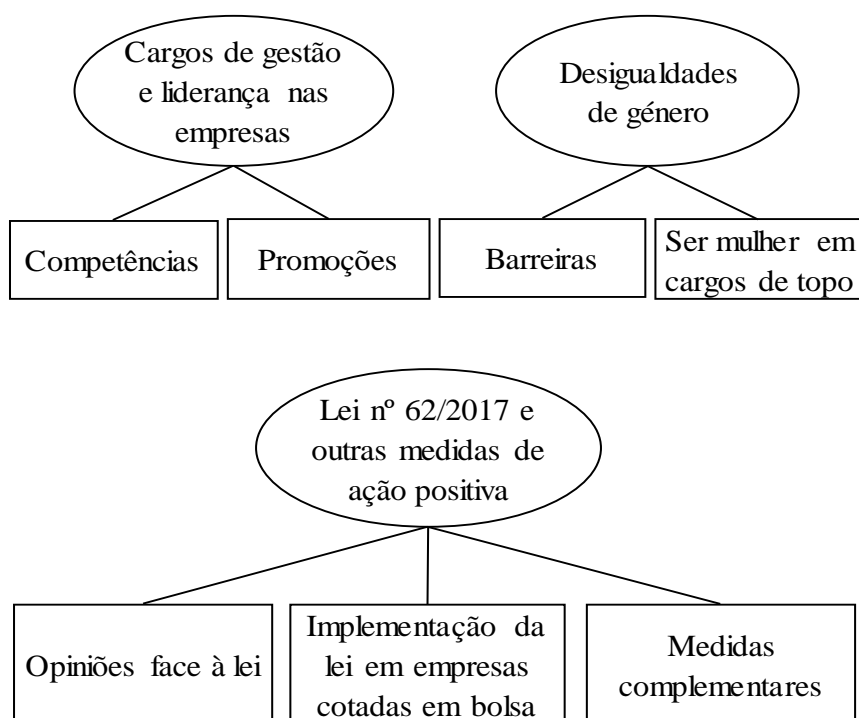 Cargos de gestão
e liderança nas
empresas
Desigualdades
de género
Competências
Promoções
Barreiras
Ser mulher em
cargos de topo
Lei nº 62/2017 e
outras medidas de
ação positiva
Opiniões face à lei
Implementação da
lei em empresas
cotadas em bolsa
Medidas
complementares